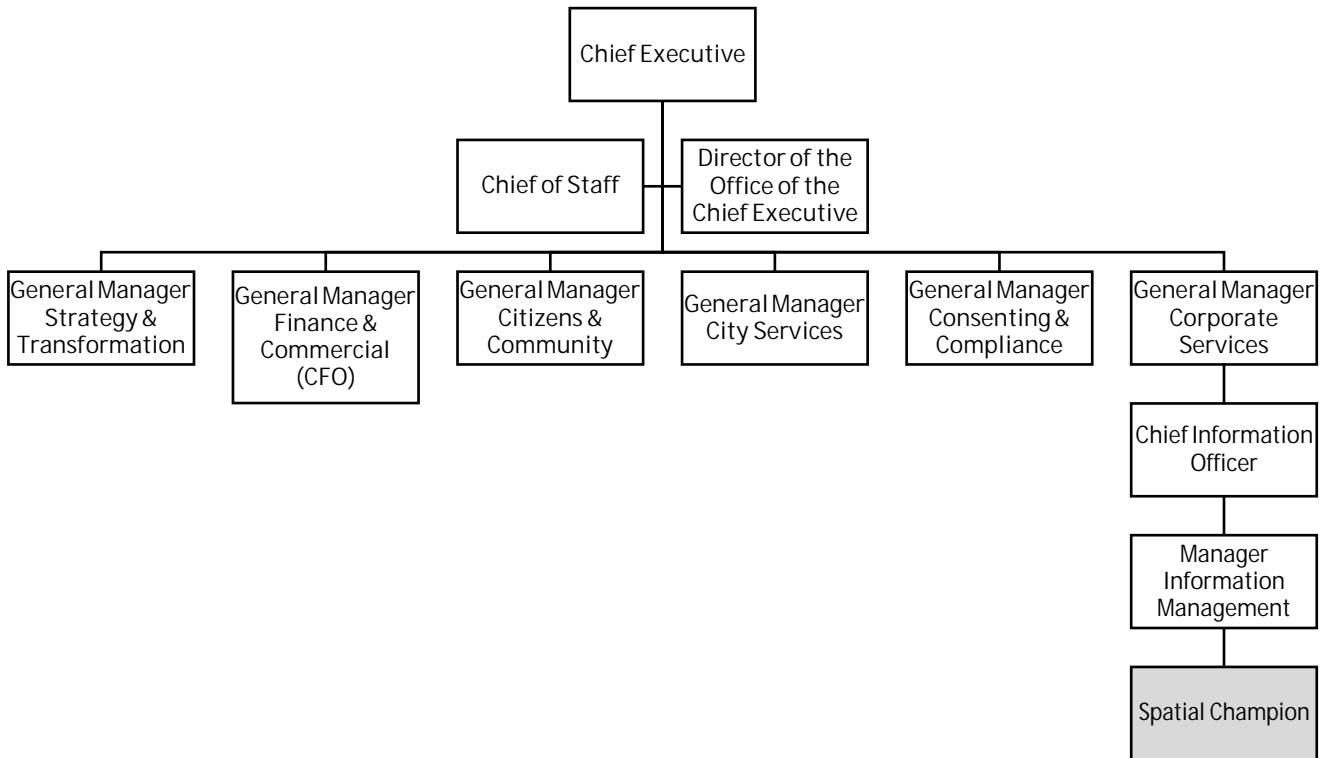 Chief Executive
Chief of Staff
Director of the
Office of the
Chief Executive
General Manager
Strategy &
Transformation
General Manager
Finance &
Commercial
(CFO)
General Manager
Citizens &
Community
General Manager
City Services
General Manager
Consenting &
Compliance
General Manager
Corporate
Services
Chief Information
Officer
Manager
Information
Management
Spatial Champion